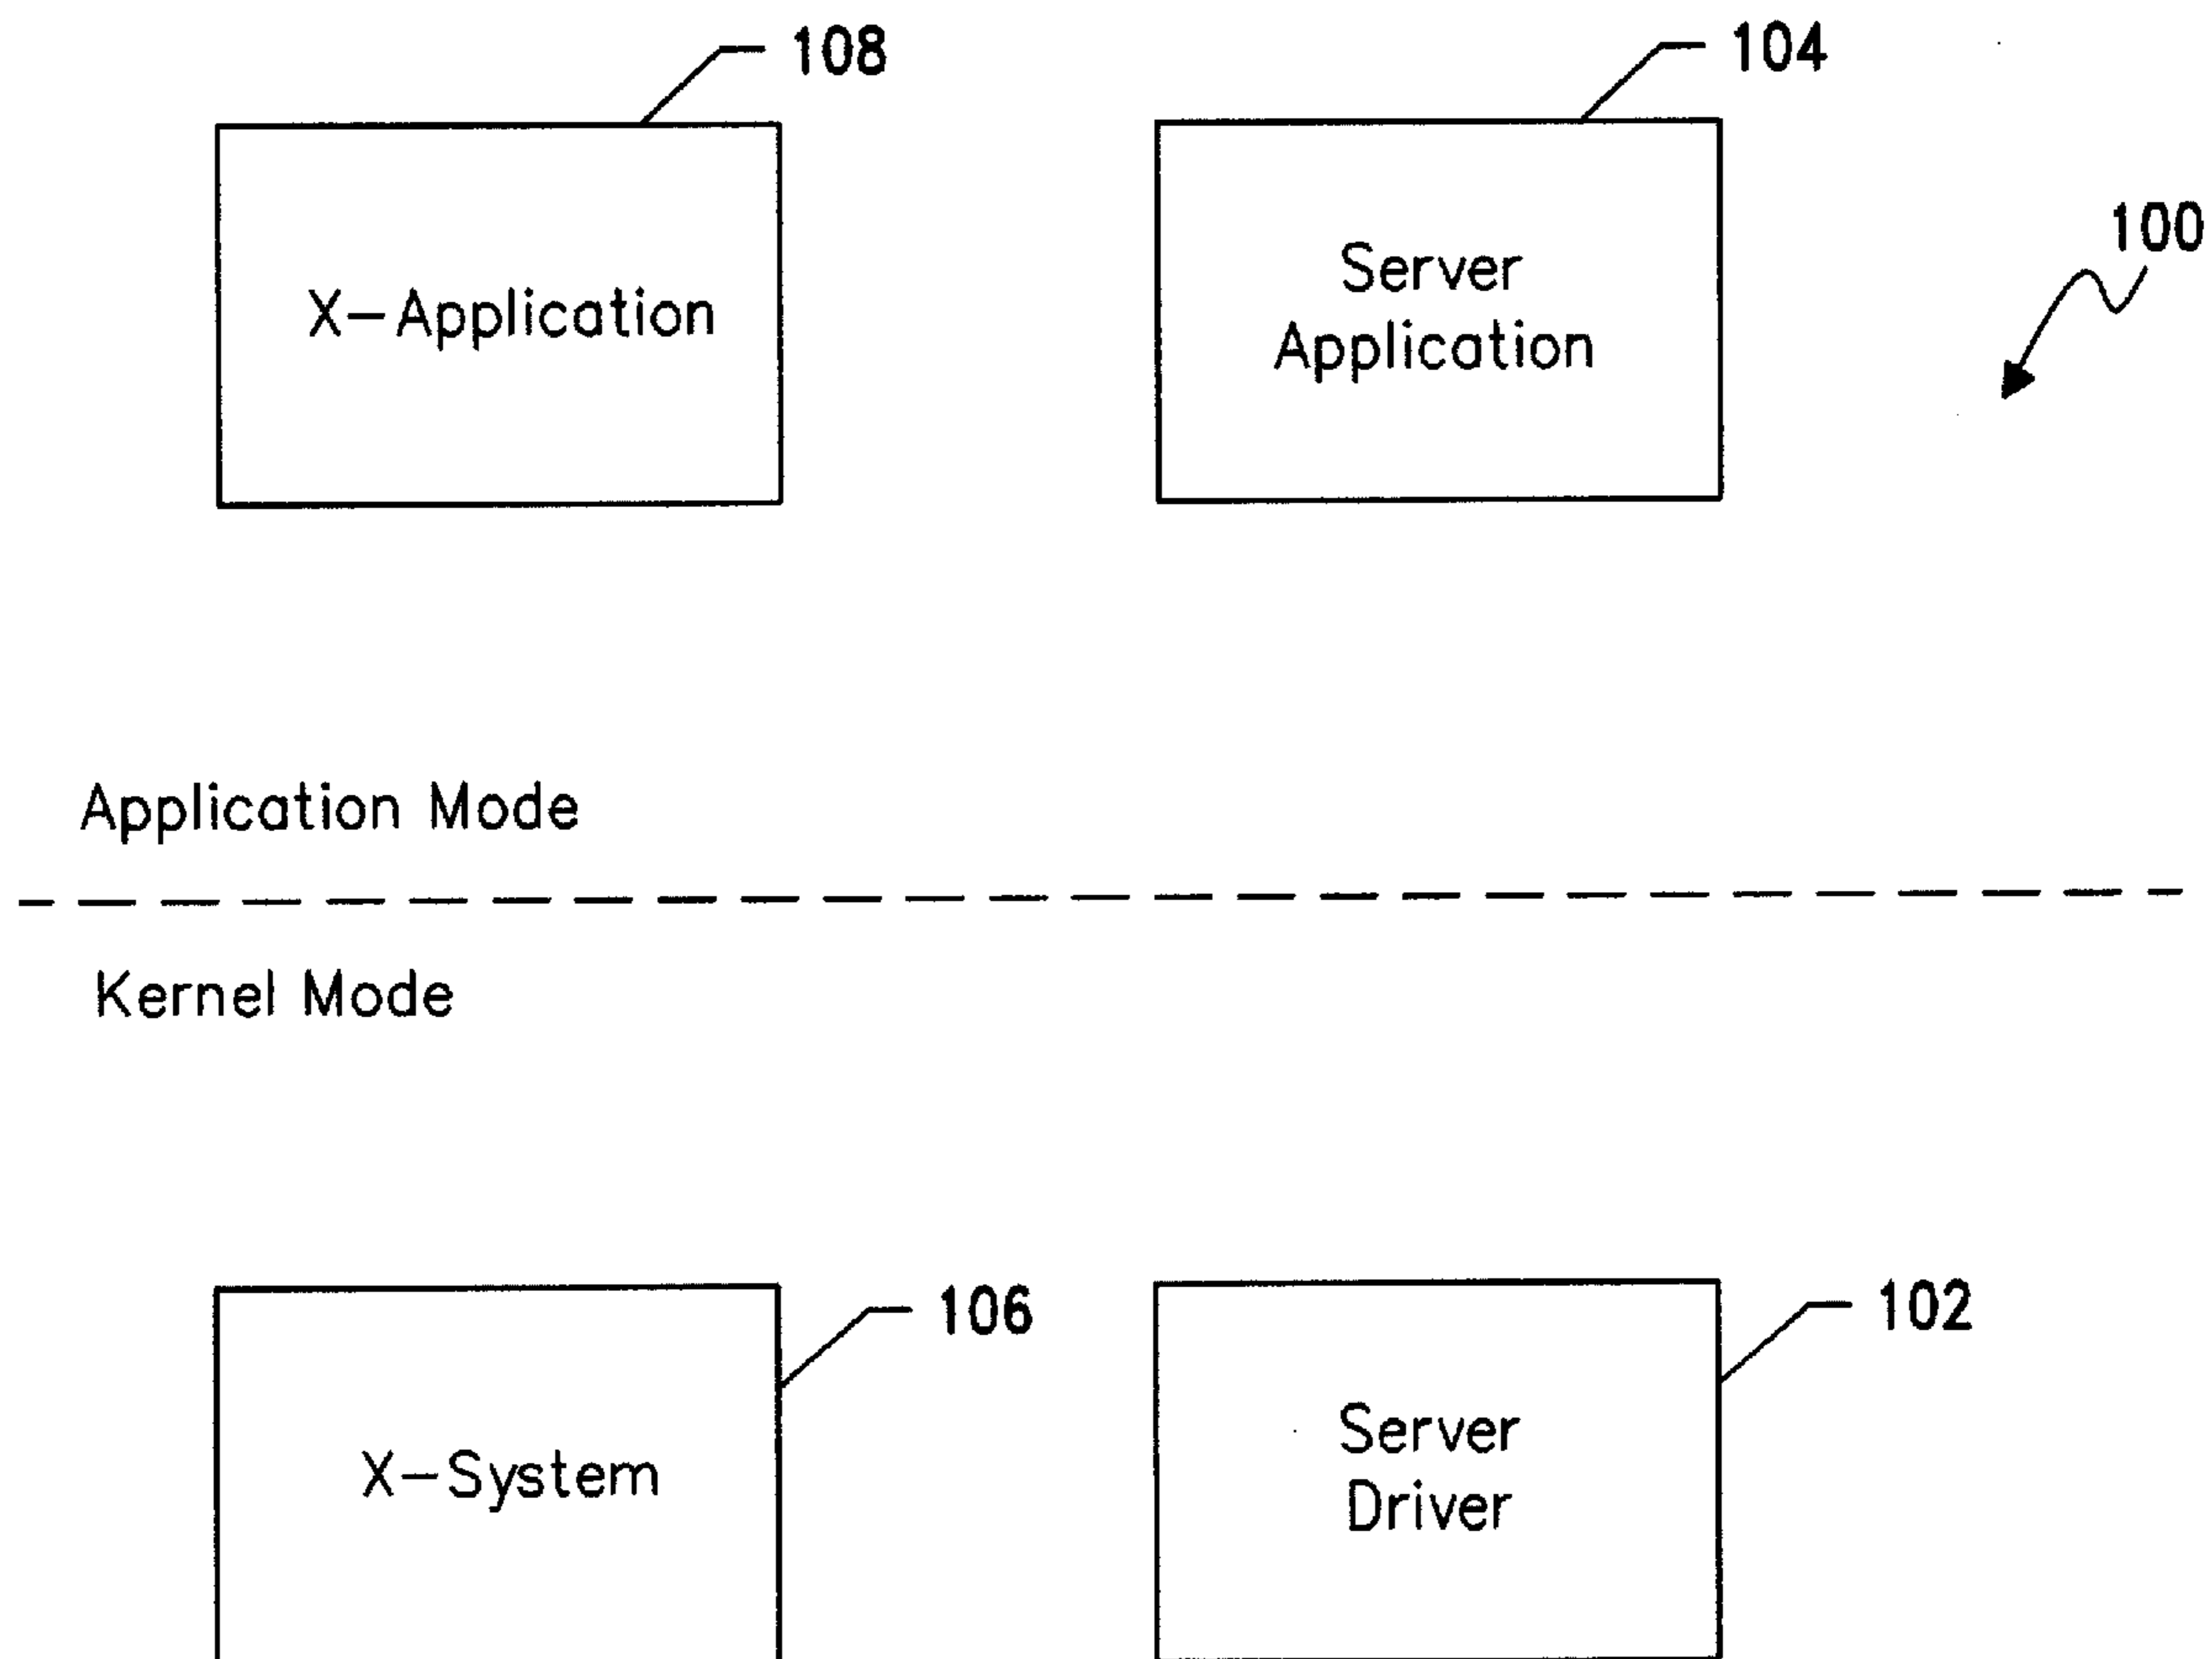 108
104
X-Application
Server
Application
100
Application Mode
Kernel Mode
106
102
X-System
Server
Driver